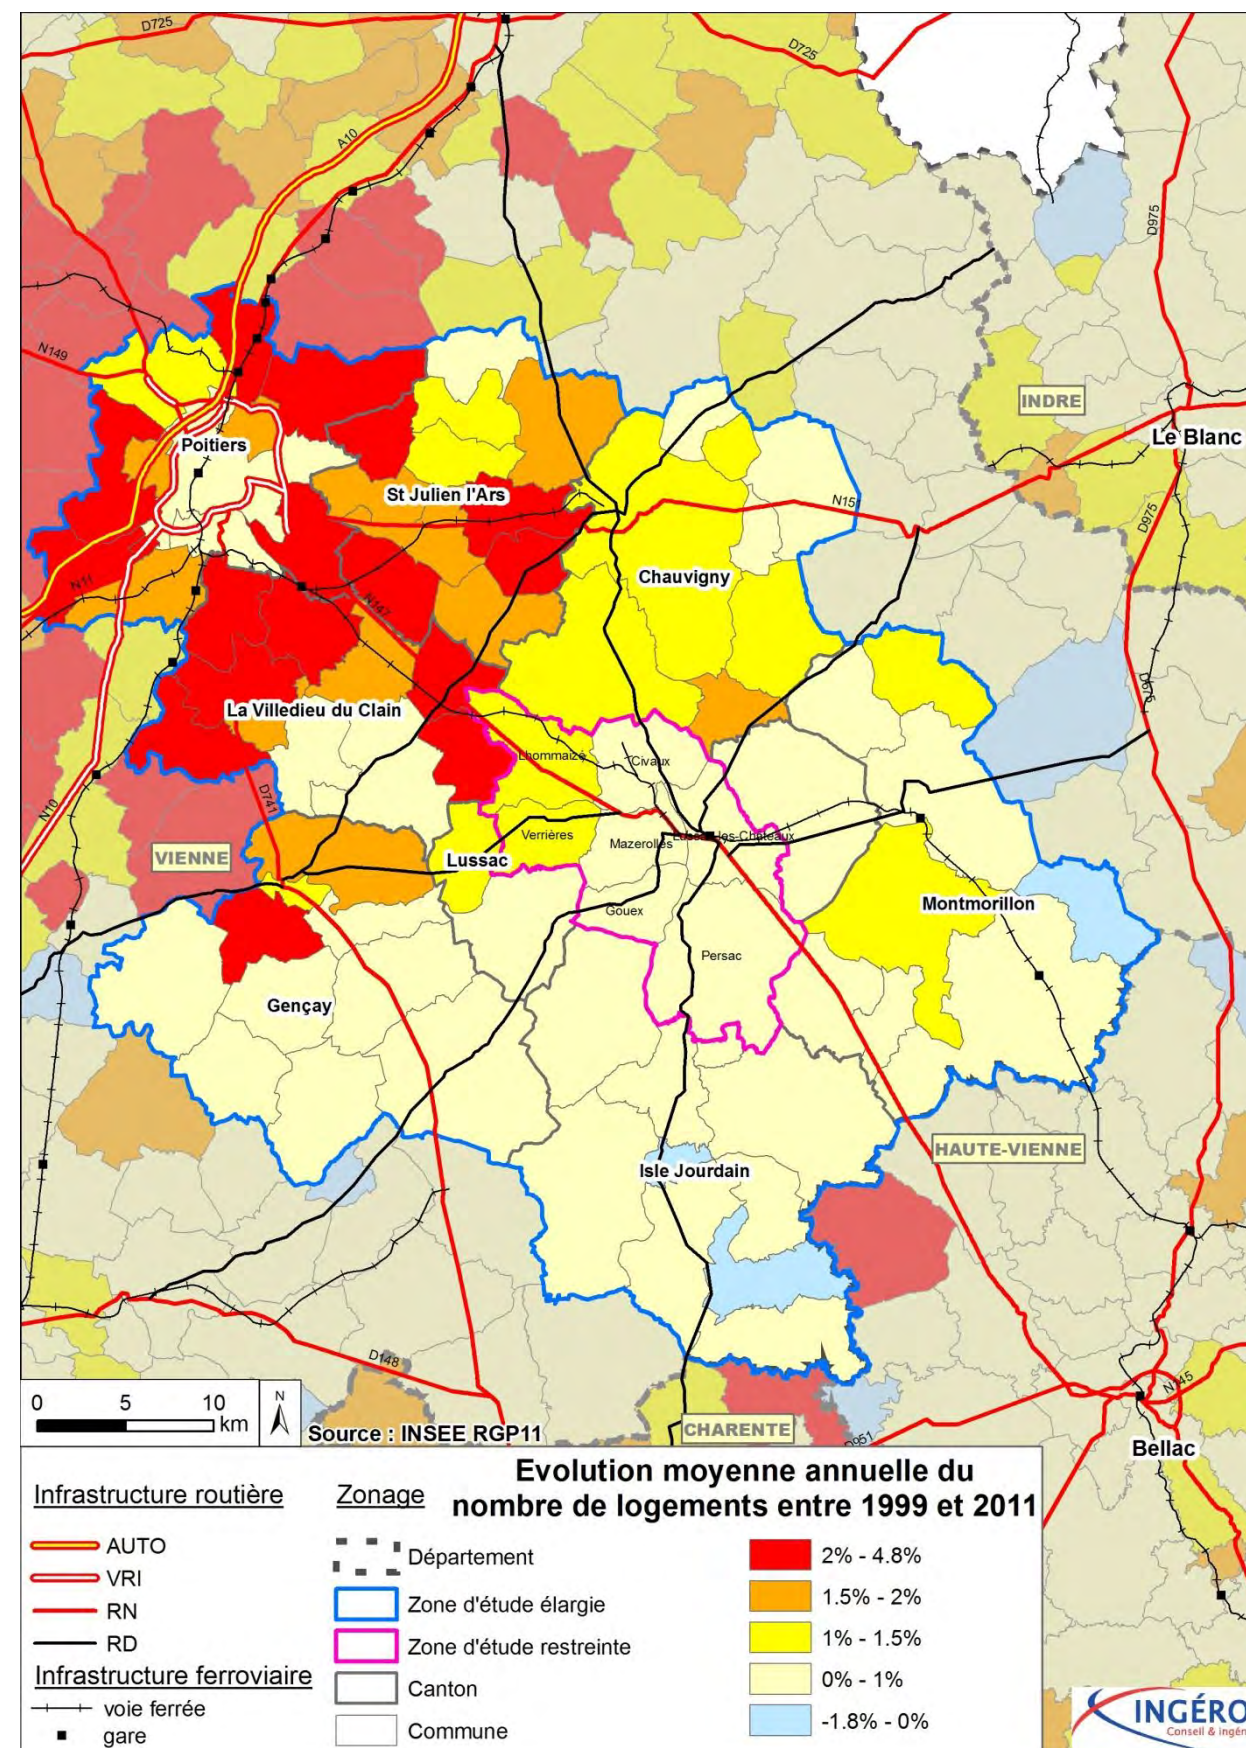 D725
D725
A10
D975
N149
INDRE
Le Blanc
Poitiers
St Julien l'Ars
N151
D975
Chauvigny
N11
N147
D675
La Villedieu du Clain
Lhommaizé
Civaux
N10
D741
Verrières
Mazerolles
Lussac-les-Châteaux
VIENNE
Lussac
Montmorillon
Gouex
Persac
Gençay
HAUTE-VIENNE
Isle Jourdain
D148
N145
0 5 10
km
N
Source : INSEE RGP11
CHARENTE
D951
Bellac
Evolution moyenne annuelle du
nombre de logements entre 1999 et 2011
Infrastructure routière
AUTO
VRI
RN
RD
Infrastructure ferroviaire
voie ferrée
gare
Zonage
Département
Zone d'étude élargie
Zone d'étude restreinte
Canton
Commune
2% - 4.8%
1.5% - 2%
1% - 1.5%
0% - 1%
-1.8% - 0%
INGÉRO
Conseil & ingén